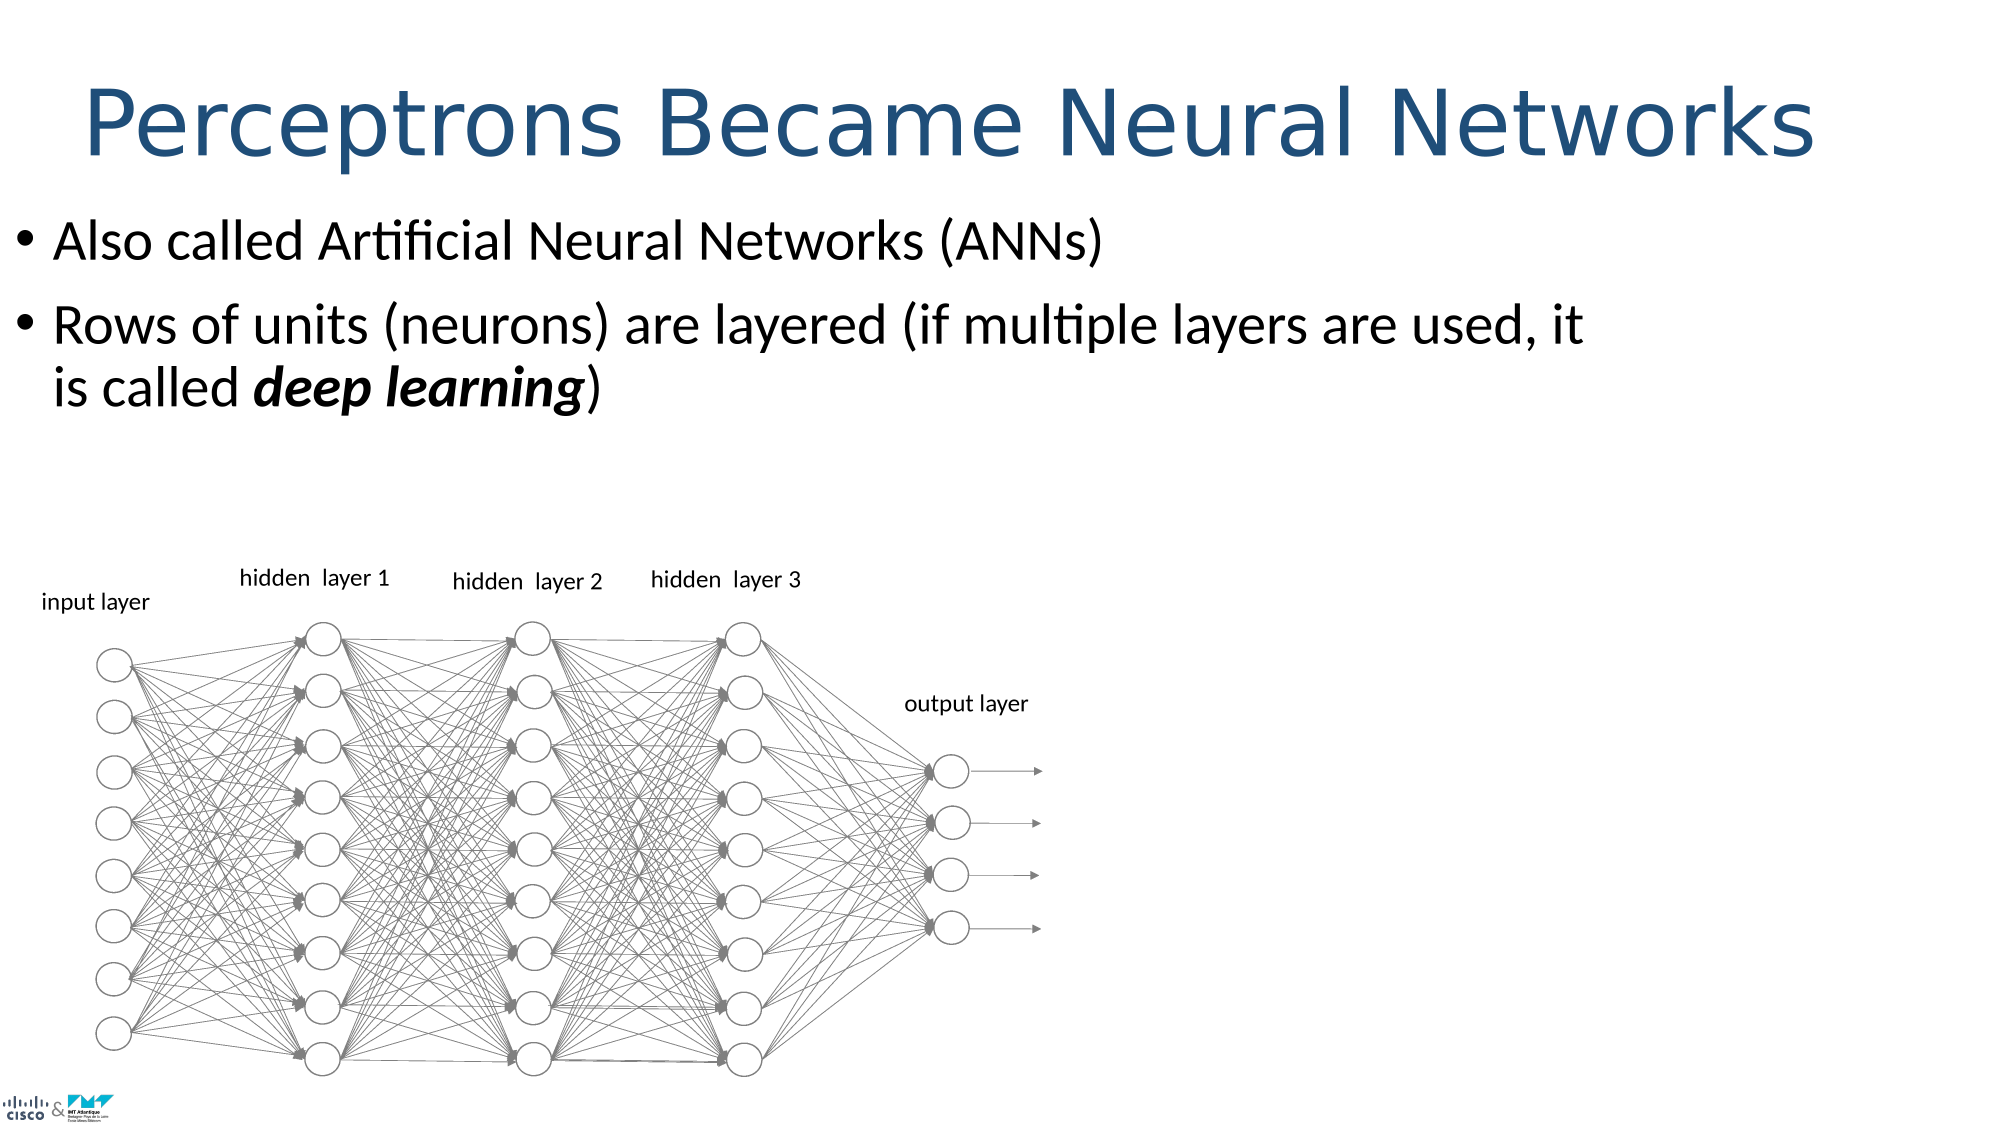 Perceptrons Became Neural Networks
• Also called Artificial Neural Networks (ANNs)
• Rows of units (neurons) are layered (if multiple layers are used, it
is called deep learning)
input layer
hidden layer 1
hidden layer 2
hidden layer 3
output layer
CISCO
&
IMT Atlantique